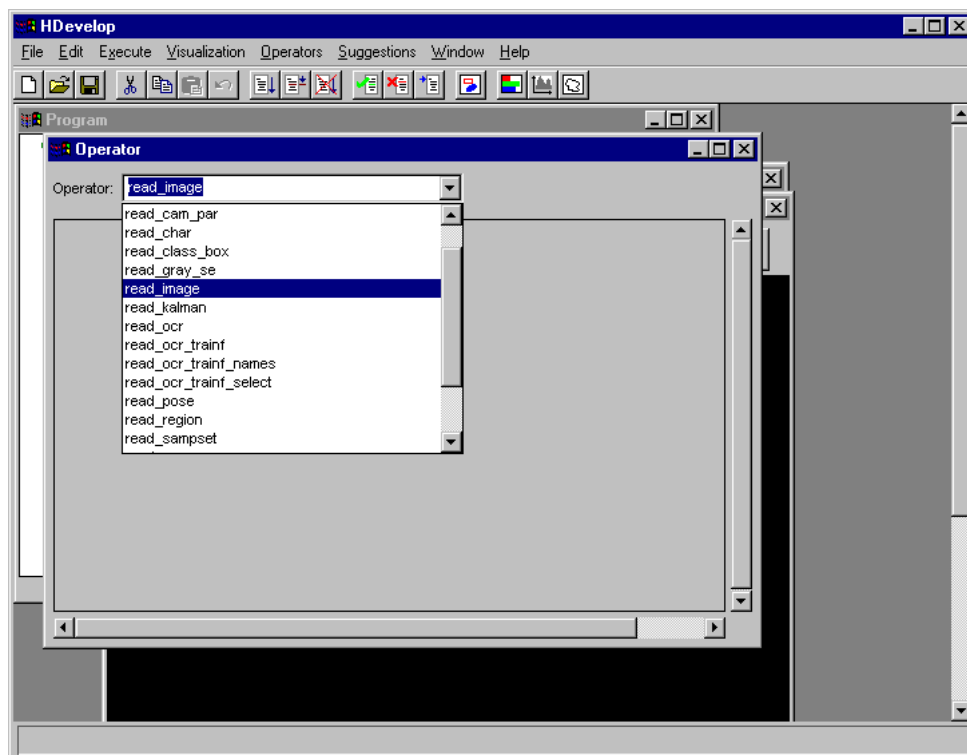 HDevelop
File Edit Execute Visualization Operators Suggestions Window Help
Program
Operator
Operator: read_image
read_cam_par
read_char
read_class_box
read_gray_se
read_image
read_kalman
read_ocr
read_ocr_trainf
read_ocr_trainf_names
read_ocr_trainf_select
read_pose
read_region
read_sampset